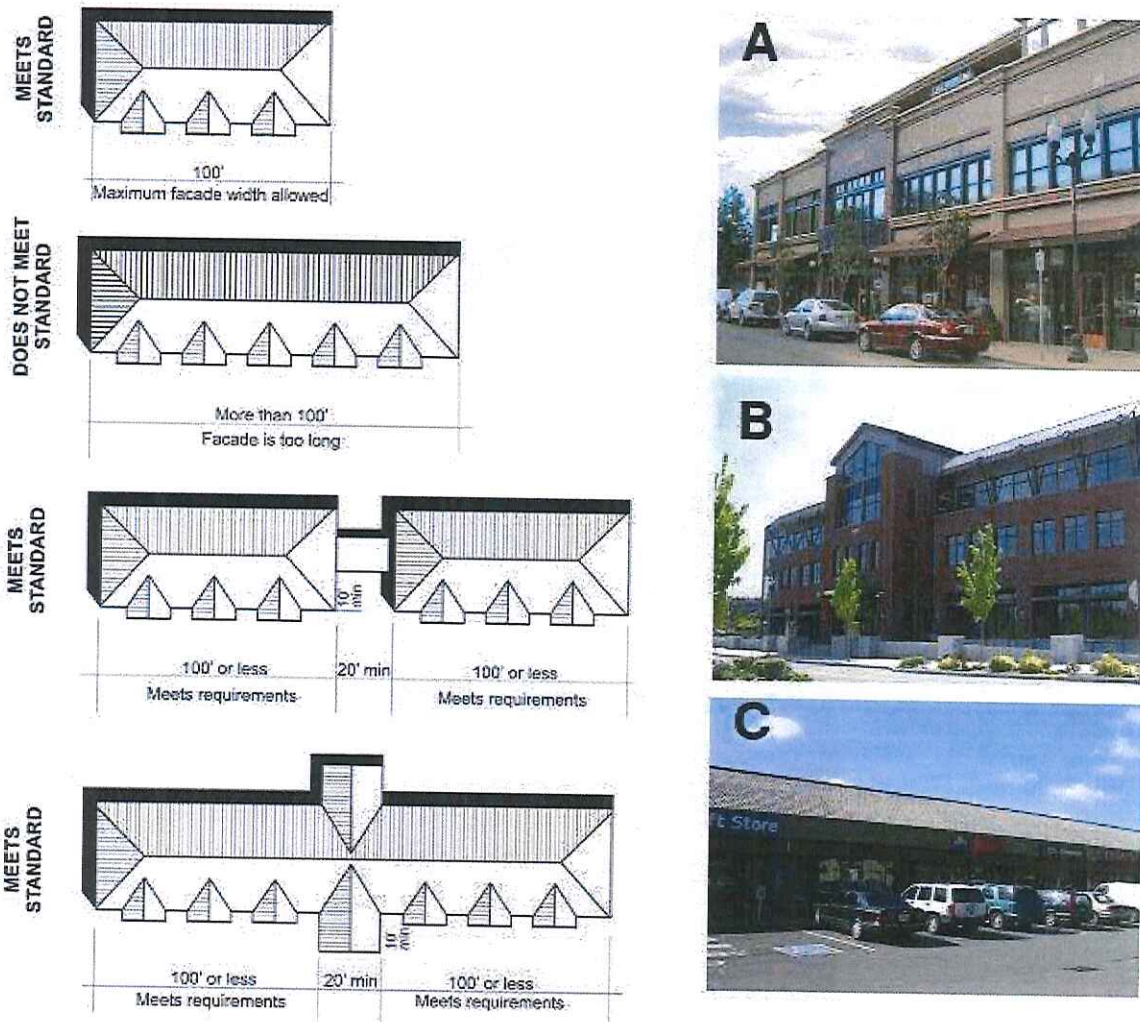 MEETS
STANDARD
100'
Maximum facade width allowed
DOES NOT MEET
STANDARD
More than 100'
Facade is too long
MEETS
STANDARD
10'
min
100' or less
20' min
100' or less
Meets requirements
Meets requirements
MEETS
STANDARD
10'
min
100' or less
20' min
100' or less
Meets requirements
Meets requirements
A
B
C
ft Store